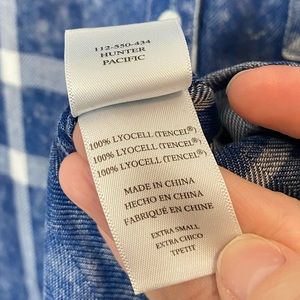 112-550-434
HUNTER
PACIFIC
100% LYOCELL (TENCEL®)
100% LYOCELL (TENCEL®)
100% LYOCELL (TENCEL®)
MADE IN CHINA
HECHO EN CHINA
FABRIQUÉ EN CHINE
EXTRA SMALL
EXTRA CHICO
TPETIT